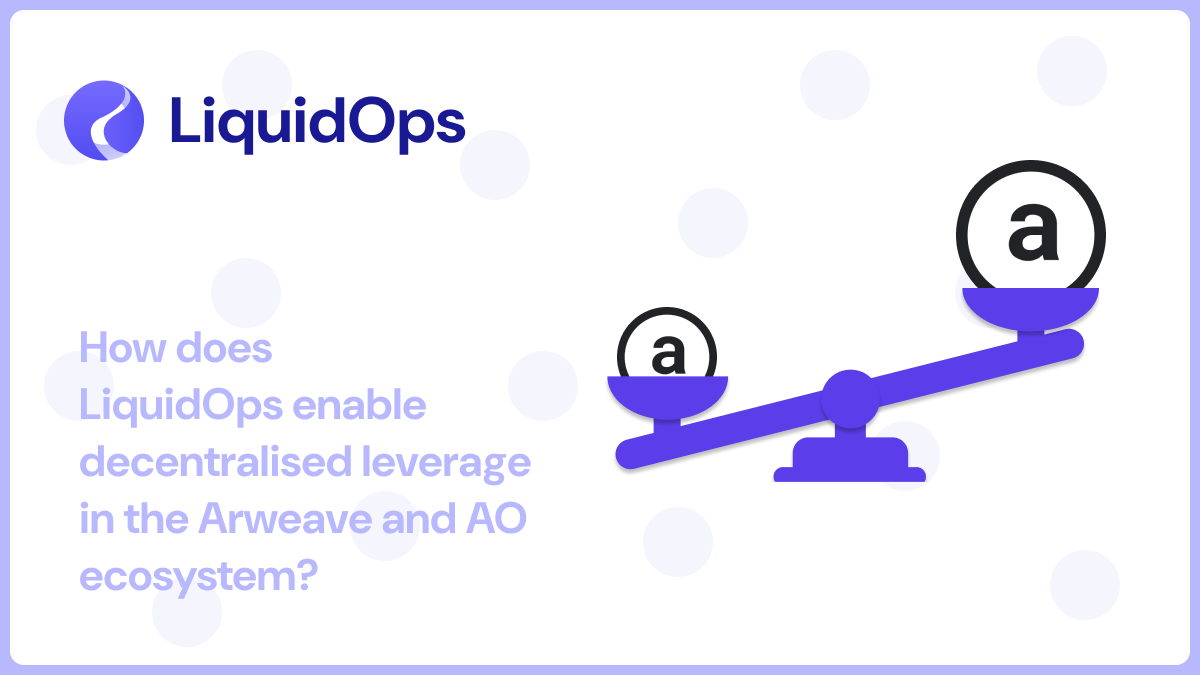 LiquidOps
How does
LiquidOps enable
decentralised leverage
in the Arweave and AO
ecosystem?
a
a